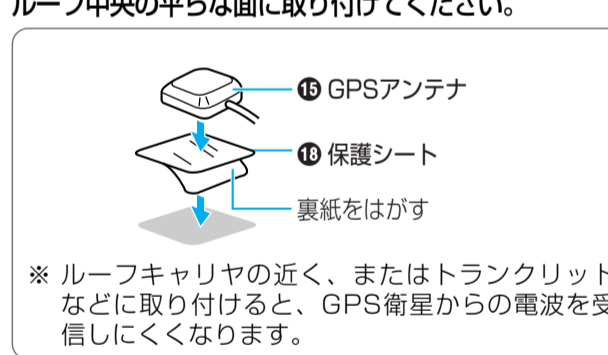 ルーフ中央の平らな面に取り付けてください。
⓯ GPSアンテナ
⓲ 保護シート
裏紙をはがす
※ ルーフキャリヤの近く、またはトランクリッド
などに取り付けると、GPS衛星からの電波を受
信しにくくなります。